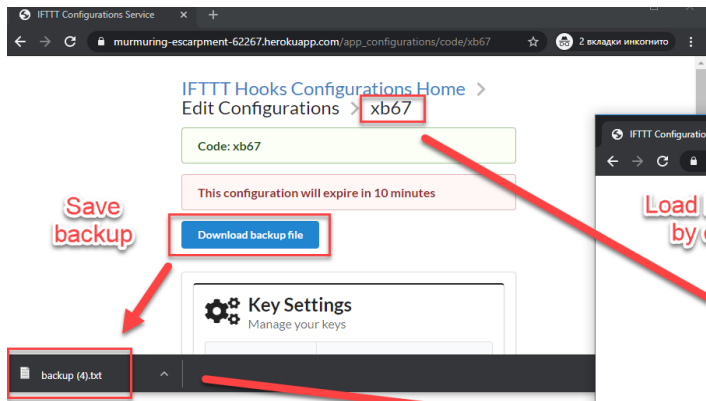 IFTTT Configurations Service
murmuring-escarpment-62267.herokuapp.com/app_configurations/code/xb67
2 вкладки инкогнито
IFTTT Hooks Configurations Home >
Edit Configurations > xb67
Code: xb67
This configuration will expire in 10 minutes
Save
backup
Download backup file
Key Settings
Manage your keys
backup (4).txt
IFTTT Configuratio
Load
by